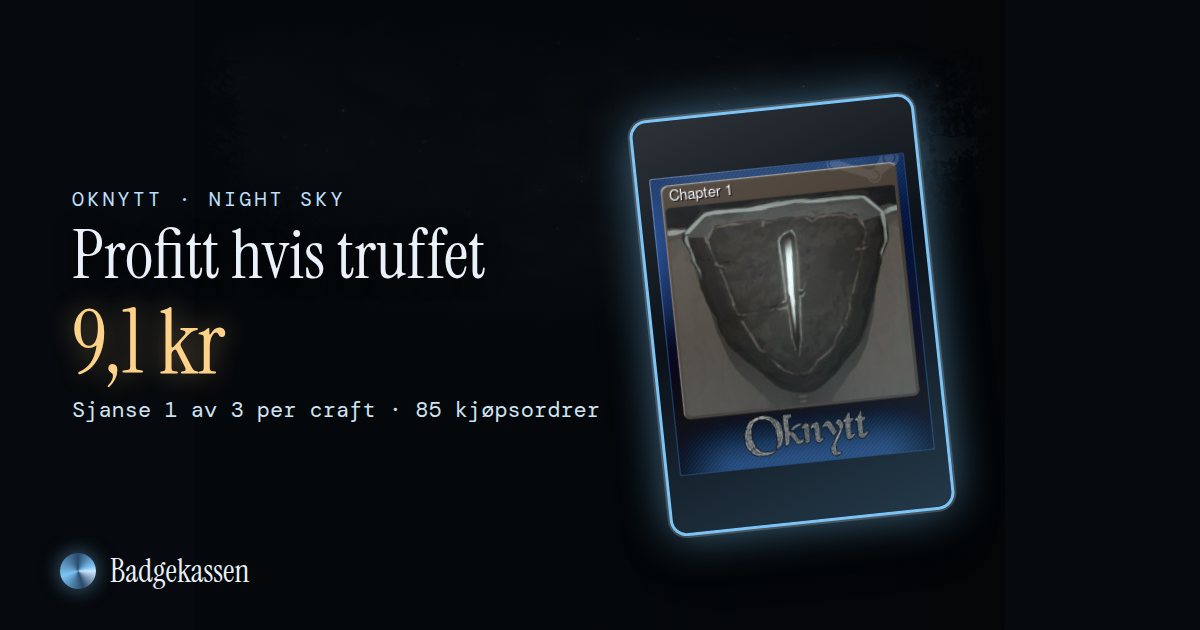 OKNYTT · NIGHT SKY
Profitt hvis truffet
9,1 kr
Sjanse 1 av 3 per craft · 85 kjøpsordrer
Chapter 1
Oknytt
Badgekassen